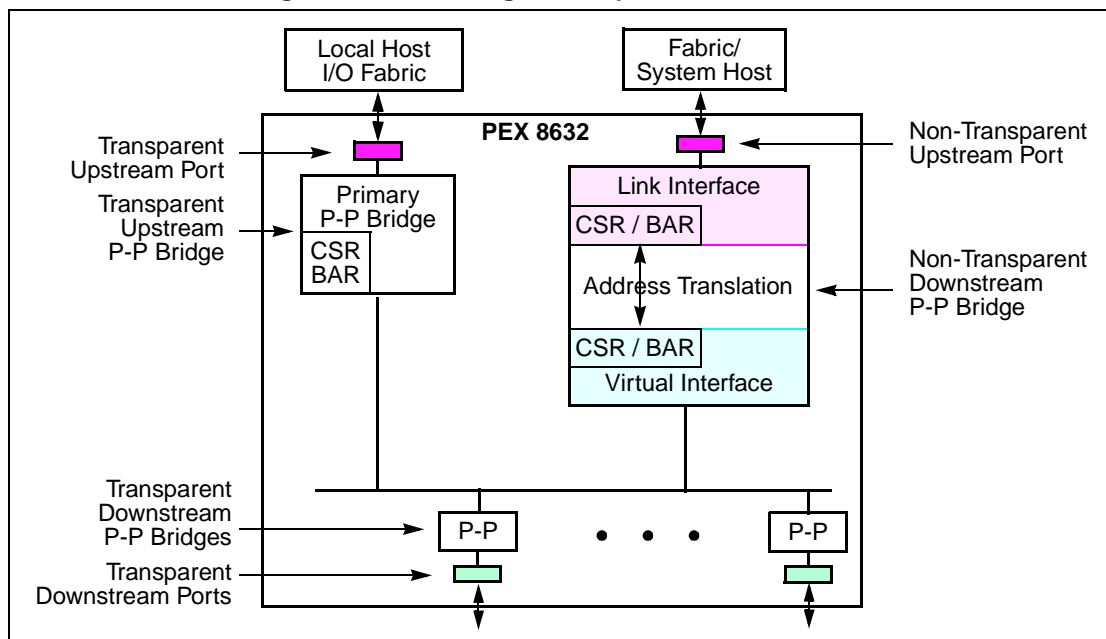 Local Host
I/O Fabric
Fabric/
System Host
PEX 8632
Transparent
Upstream Port
Non-Transparent
Upstream Port
Transparent
Upstream
P-P Bridge
Primary
P-P Bridge
CSR
BAR
Link Interface
CSR / BAR
Address Translation
CSR / BAR
Virtual Interface
Non-Transparent
Downstream
P-P Bridge
Transparent
Downstream
P-P Bridges
P-P
P-P
Transparent
Downstream Ports